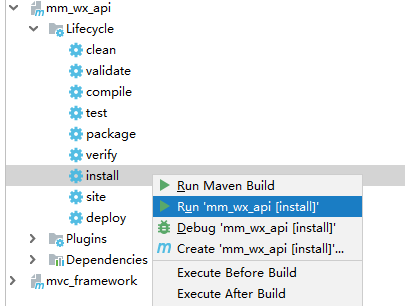 mm_wx_api
Lifecycle
clean
validate
compile
test
package
verify
install
site
deploy
Plugins
Dependencies
mvc_framework
Run Maven Build
Run 'mm_wx_api [install]'
Debug 'mm_wx_api [install]'
Create 'mm_wx_api [install]'...
Execute Before Build
Execute After Build